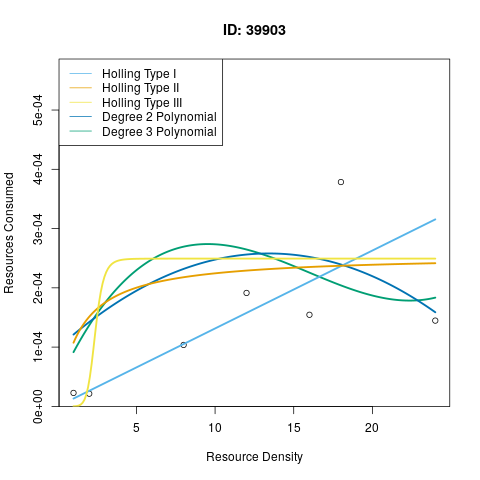 ID: 39903
Holling Type I
Holling Type II
Holling Type III
Degree 2 Polynomial
Degree 3 Polynomial
Resources Consumed
5e-04
4e-04
3e-04
2e-04
1e-04
0e+00
5
10
15
20
Resource Density